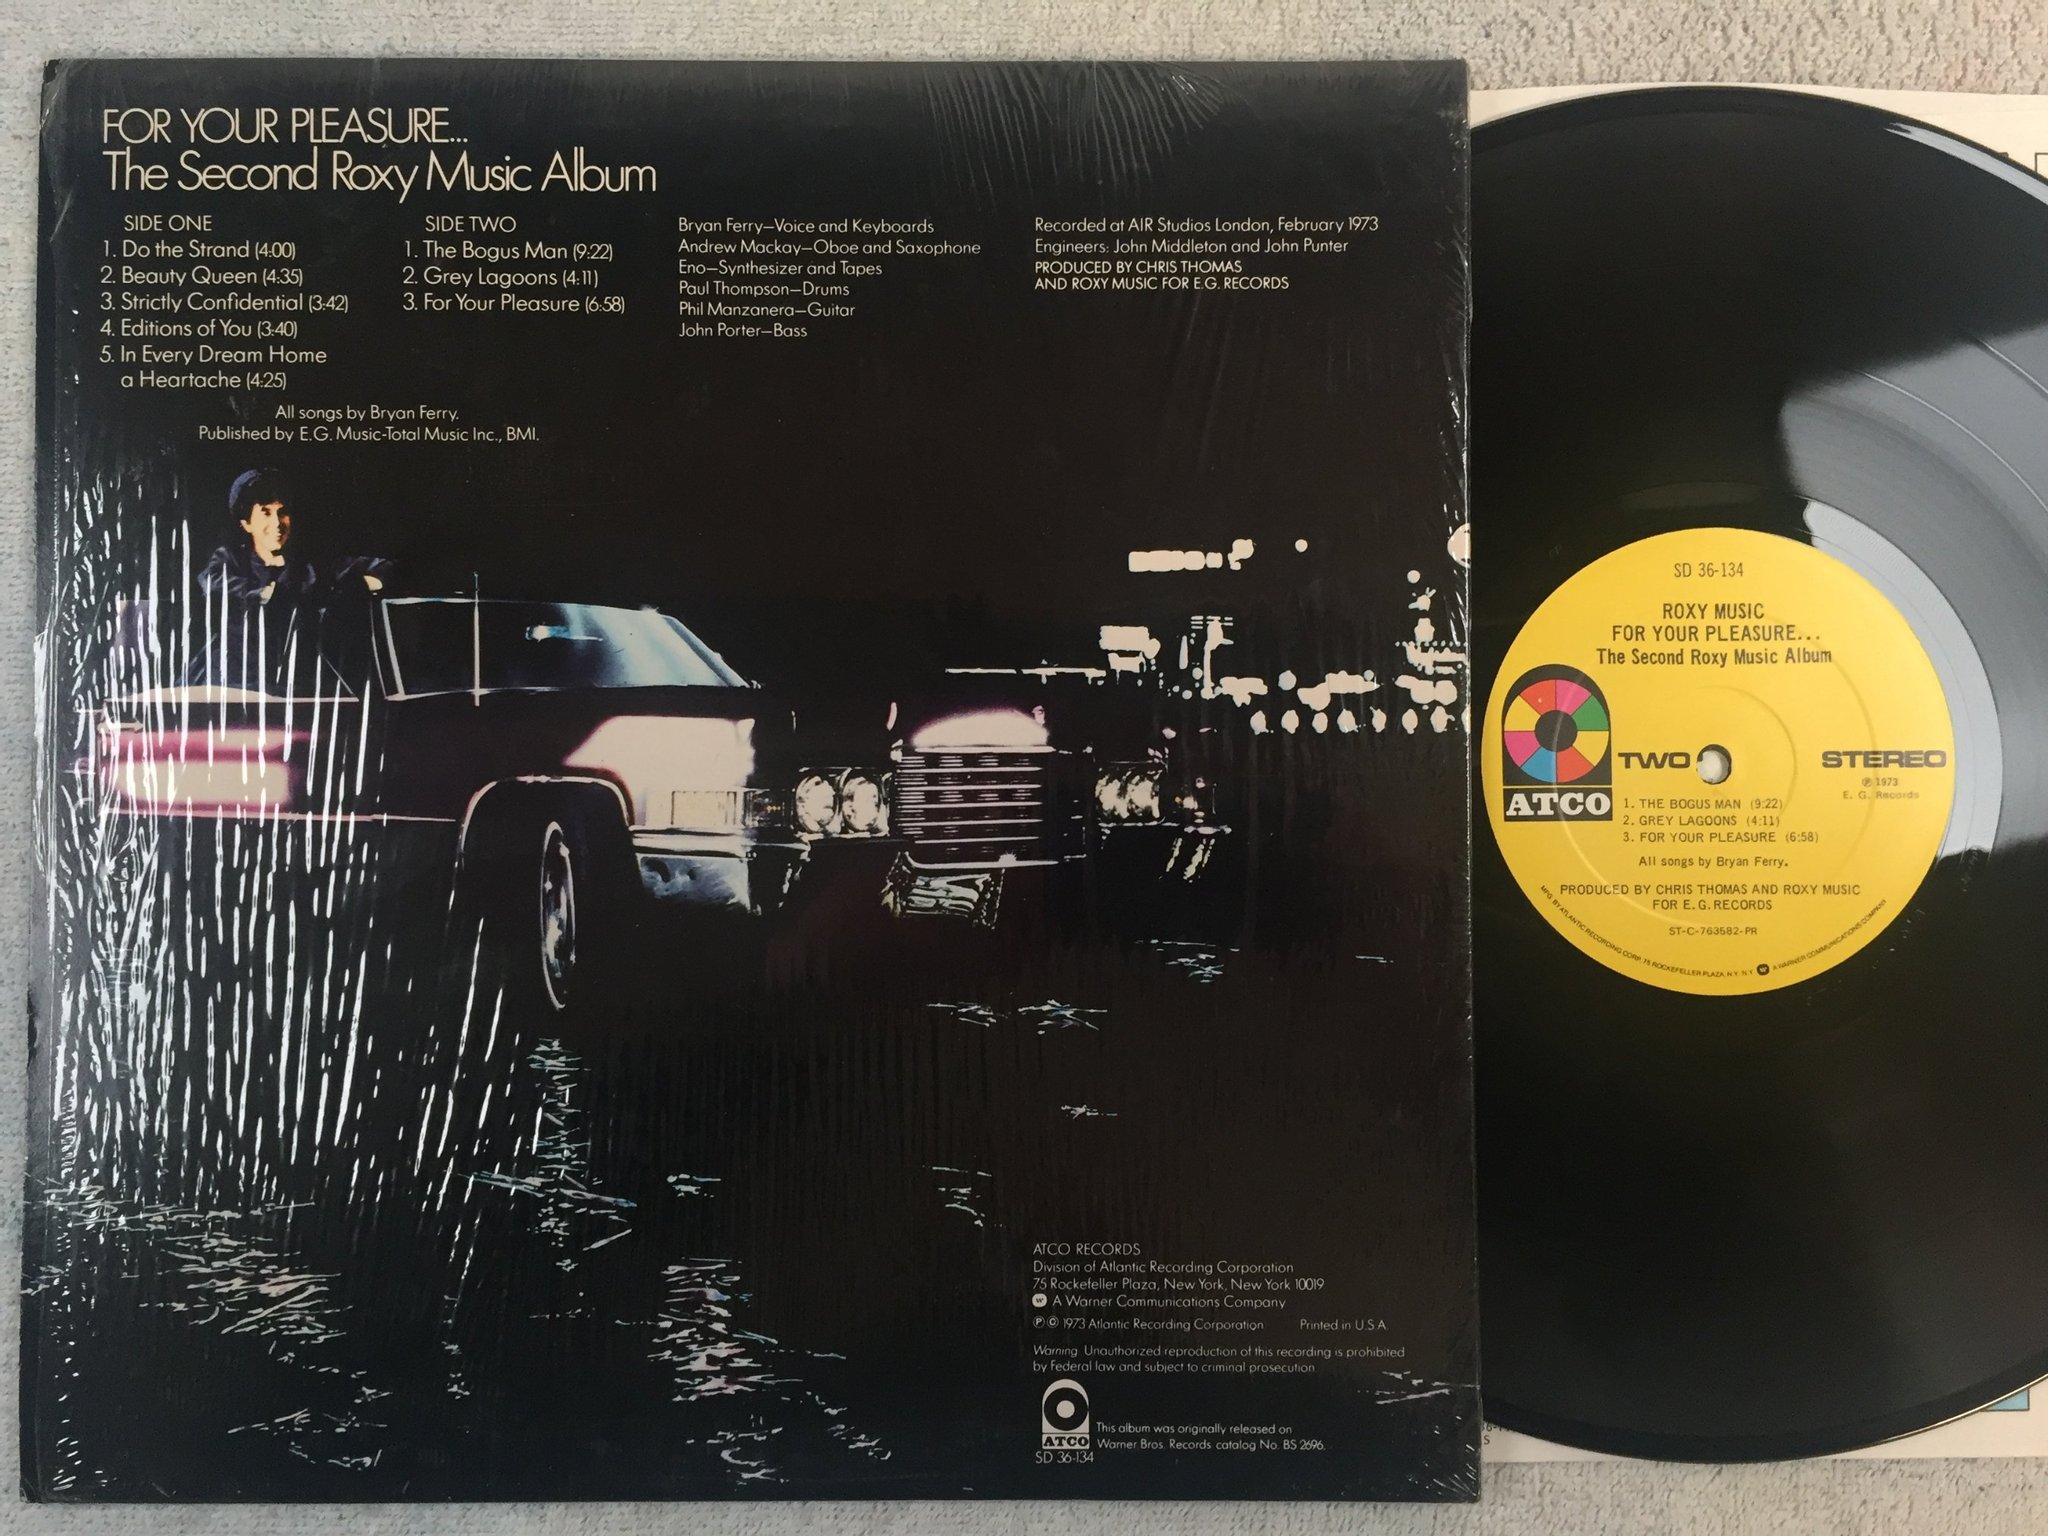 FOR YOUR PLEASURE...
The Second Roxy Music Album
SIDE ONE
1. Do the Strand (4:00)
2. Beauty Queen (4:35)
3. Strictly Confidential (3:42)
4. Editions of You (3:40)
5. In Every Dream Home
a Heartache (4:25)
SIDE TWO
1. The Bogus Man (9:22)
2. Grey Lagoons (4:11)
3. For Your Pleasure (6:58)
All songs by Bryan Ferry.
Published by E.G. Music-Total Music Inc., BMI.
Bryan Ferry—Voice and Keyboards
Andrew Mackay—Oboe and Saxophone
Eno—Synthesizer and Tapes
Paul Thompson—Drums
Phil Manzanera—Guitar
John Porter—Bass
Recorded at AIR Studios London, February 1973
Engineers: John Middleton and John Punter
PRODUCED BY CHRIS THOMAS
AND ROXY MUSIC FOR E.G. RECORDS
ATCO RECORDS
Division of Atlantic Recording Corporation
75 Rockefeller Plaza, New York, New York 10019
W A Warner Communications Company
℗ © 1973 Atlantic Recording Corporation Printed in U.S.A.
Warning: Unauthorized reproduction of this recording is prohibited
by Federal law and subject to criminal prosecution
ATCO
This album was originally released on
Warner Bros. Records catalog No. BS 2696.
SD 36-134
SD 36-134
ROXY MUSIC
FOR YOUR PLEASURE...
The Second Roxy Music Album
ATCO
TWO
STEREO
℗ 1973
E. G. Records
1. THE BOGUS MAN (9:22)
2. GREY LAGOONS (4:11)
3. FOR YOUR PLEASURE (6:58)
All songs by Bryan Ferry.
PRODUCED BY CHRIS THOMAS AND ROXY MUSIC
FOR E.G. RECORDS
ST-C-763582-PR
MFG. BY ATLANTIC RECORDING CORP. 75 ROCKEFELLER PLAZA, N.Y. N.Y. W A WARNER COMMUNICATIONS COMPANY